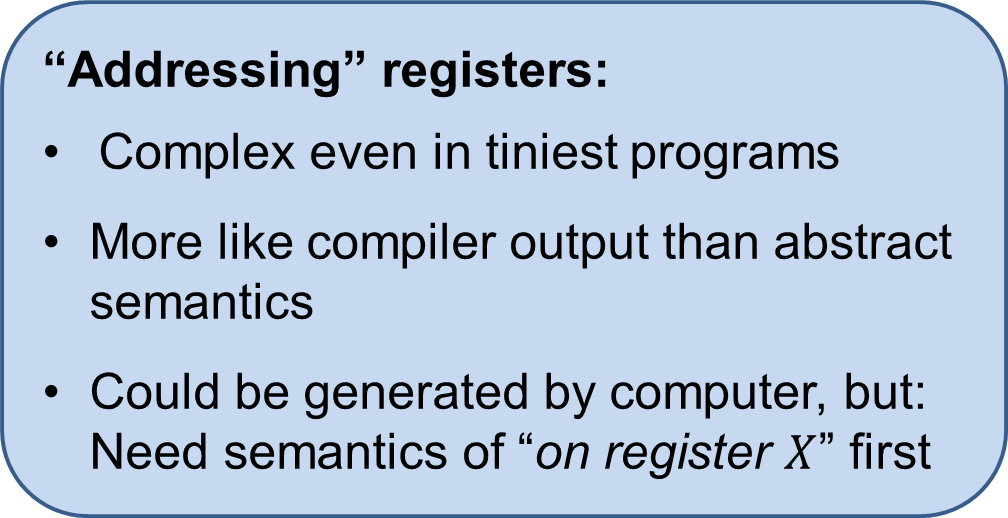 “Addressing” registers:
• Complex even in tiniest programs
• More like compiler output than abstract
semantics
• Could be generated by computer, but:
Need semantics of “on register 𝑋” first